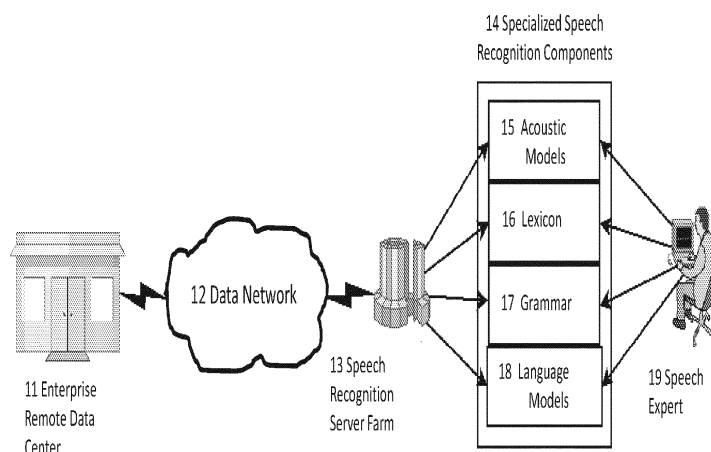 14 Specialized Speech
Recognition Components
15 Acoustic
Models
16 Lexicon
12 Data Network
17 Grammar
13 Speech
Recognition
Server Farm
18 Language
Models
19 Speech
Expert
11 Enterprise
Remote Data
Center